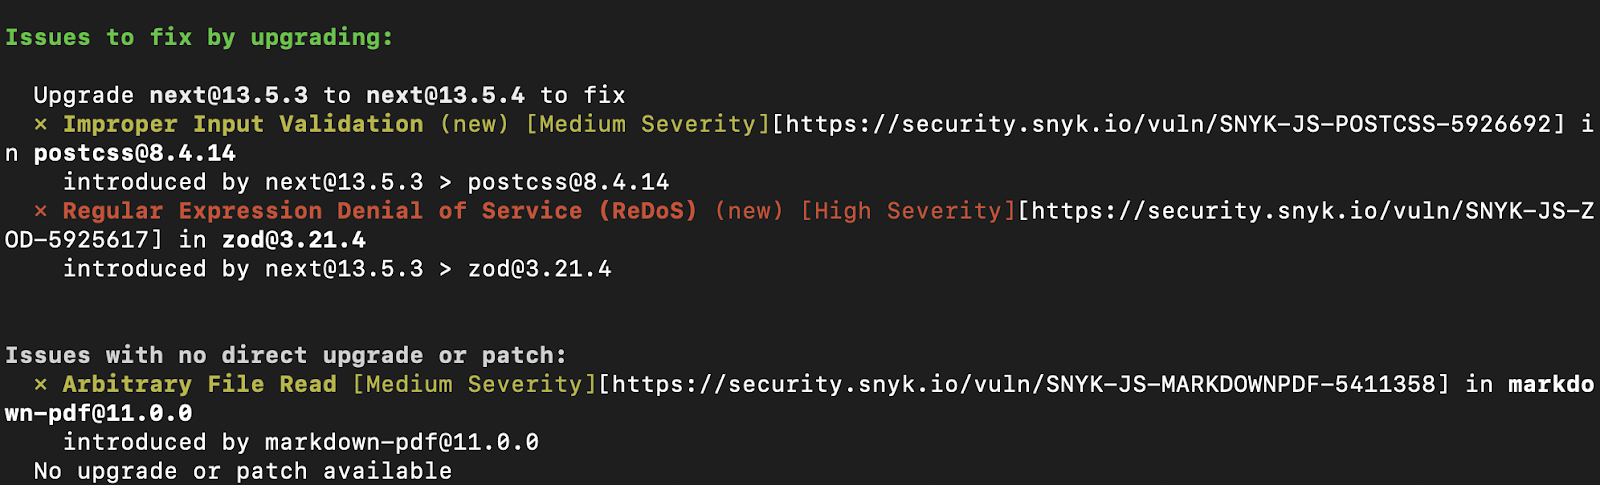 Issues to fix by upgrading:
Upgrade next@13.5.3 to next@13.5.4 to fix
× Improper Input Validation (new) [Medium Severity][https://security.snyk.io/vuln/SNYK-JS-POSTCSS-5926692] i
n postcss@8.4.14
introduced by next@13.5.3 > postcss@8.4.14
× Regular Expression Denial of Service (ReDoS) (new) [High Severity][https://security.snyk.io/vuln/SNYK-JS-Z
OD-5925617] in zod@3.21.4
introduced by next@13.5.3 > zod@3.21.4
Issues with no direct upgrade or patch:
× Arbitrary File Read [Medium Severity][https://security.snyk.io/vuln/SNYK-JS-MARKDOWNPDF-5411358] in markdo
wn-pdf@11.0.0
introduced by markdown-pdf@11.0.0
No upgrade or patch available